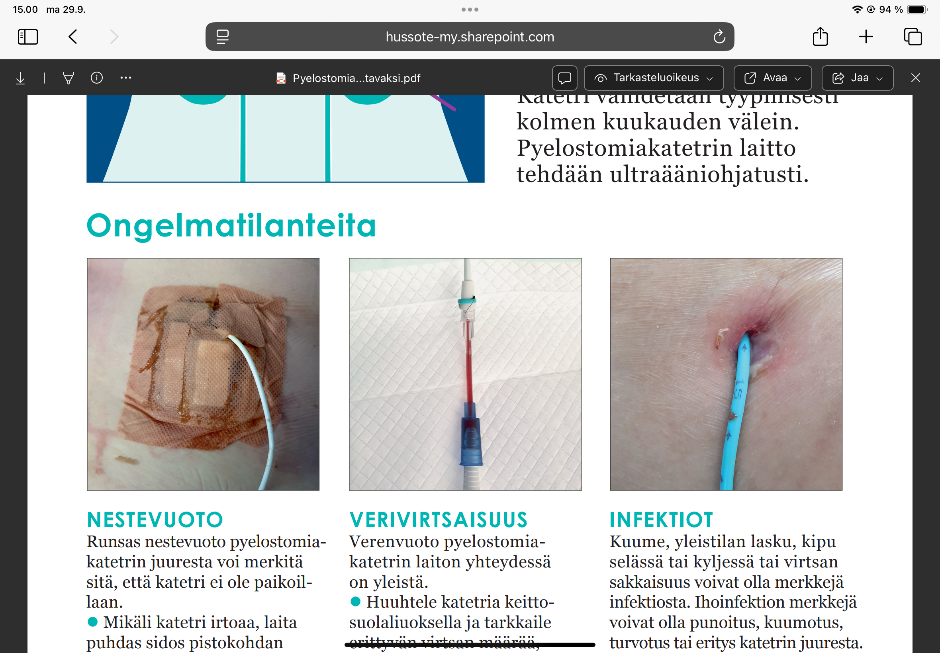 15.00 ma 29.9.
94 %
hussote-my.sharepoint.com
Pyelostomia...tavaksi.pdf
Tarkasteluoikeus
Avaa
Jaa
Katetri vaihdetaan tyypillisesti
kolmen kuukauden välein.
Pyelostomiakatetrin laitto
tehdään ultraääniohjatusti.
Ongelmatilanteita
NESTEVUOTO
Runsas nestevuoto pyelostomia-
katetrin juuresta voi merkitä
sitä, että katetri ei ole paikoil-
laan.
● Mikäli katetri irtoaa, laita
puhdas sidos pistokohdan
VERIVIRTSAISUUS
Verenvuoto pyelostomia-
katetrin laiton yhteydessä
on yleistä.
● Huuhtele katetria keitto-
suolaliuoksella ja tarkkaile
erittyvän virtsan määrää,
INFEKTIOT
Kuume, yleistilan lasku, kipu
selässä tai kyljessä tai virtsan
sakkaisuus voivat olla merkkejä
infektiosta. Ihoinfektion merkkejä
voivat olla punoitus, kuumotus,
turvotus tai eritys katetrin juuresta.